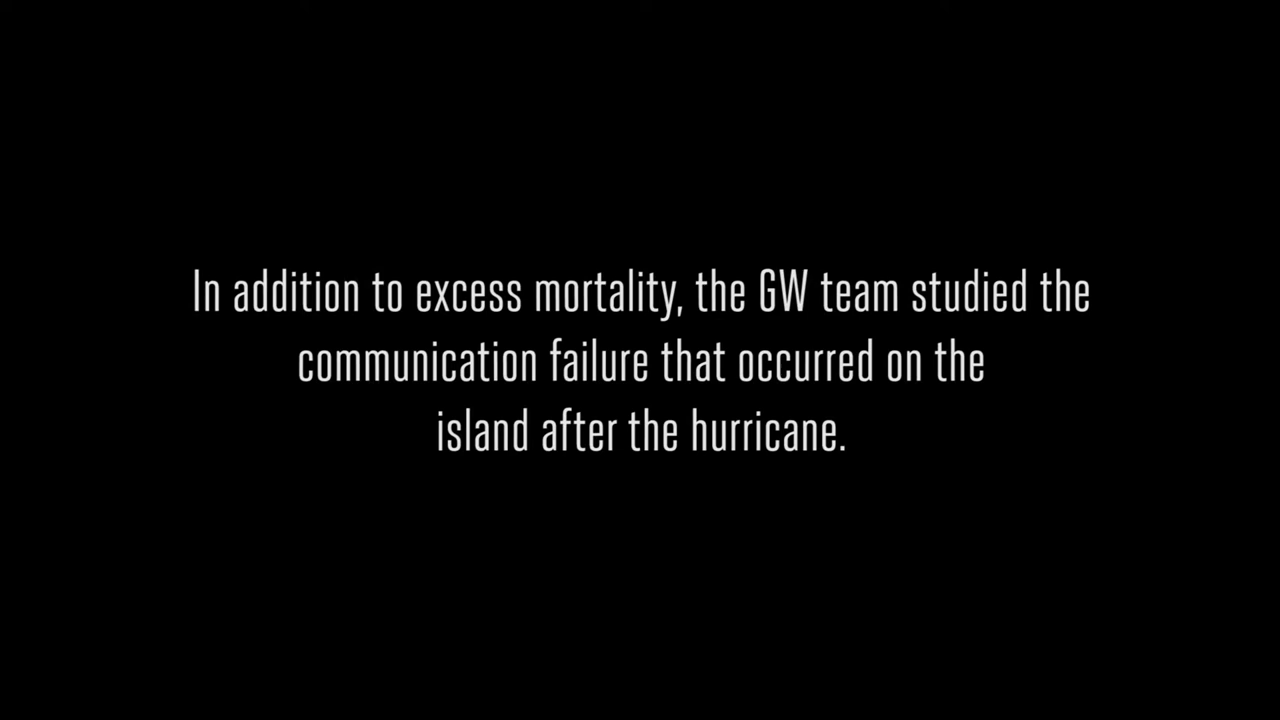 In addition to excess mortality, the GW team studied the
communication failure that occurred on the
island after the hurricane.